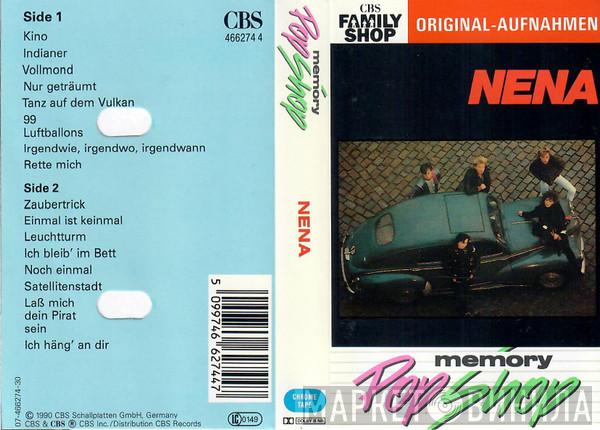 Side 1
Kino
Indianer
Vollmond
Nur geträumt
Tanz auf dem Vulkan
99
Luftballons
Irgendwie, irgendwo, irgendwann
Rette mich
Side 2
Zaubertrick
Einmal ist keinmal
Leuchtturm
Ich bleib' im Bett
Noch einmal
Satellitenstadt
Laß mich
dein Pirat
sein
Ich häng' an dir
CBS
466274 4
5 099746 627447
07-466274-30
© 1990 CBS Schallplatten GmbH, Germany
CBS & CBS ® CBS Inc./Distribution CBS Records
LC 0149
memory
Pop Shop
NENA
CHROME
TAPE
DOLBY B NR
CBS
FAMILY
SHOP
ORIGINAL-AUFNAHMEN
NENA
memory
Pop Shop